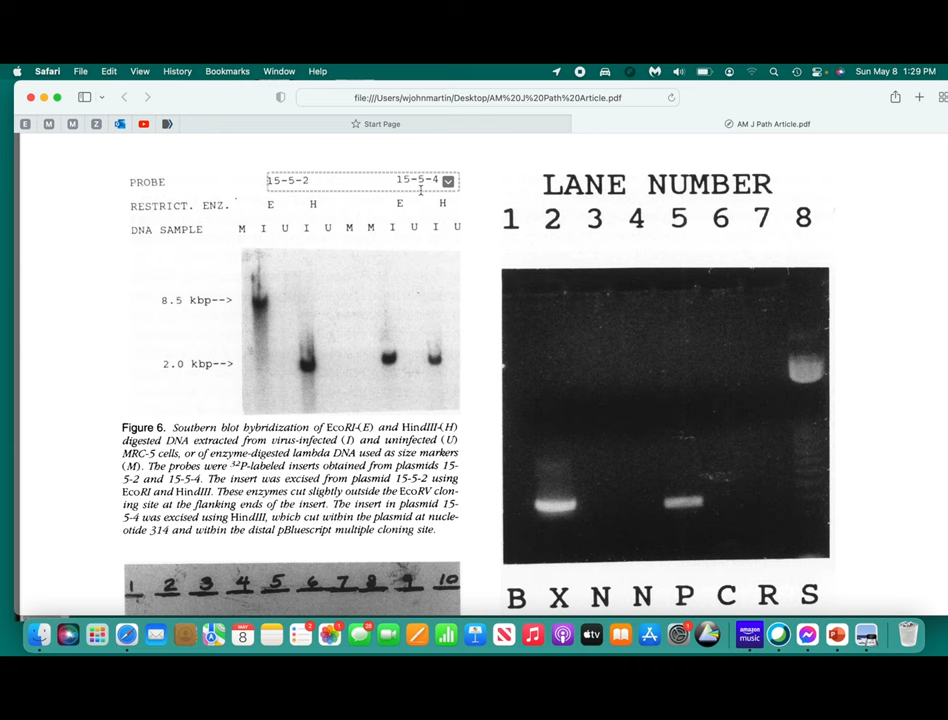 Safari File Edit View History Bookmarks Window Help Sun May 8 1:29 PM
file:///Users/wjohnmartin/Desktop/AM%20J%20Path%20Article.pdf
E M M Z Start Page AM J Path Article.pdf
PROBE 15-5-2 15-5-4
RESTRICT. ENZ. E H E H
DNA SAMPLE M I U I U M M I U I U
8.5 kbp-->
2.0 kbp-->
Figure 6. Southern blot hybridization of EcoRI-(E) and HindIII-(H)
digested DNA extracted from virus-infected (I) and uninfected (U)
MRC-5 cells, or of enzyme-digested lambda DNA used as size markers
(M). The probes were 32P-labeled inserts obtained from plasmids 15-
5-2 and 15-5-4. The insert was excised from plasmid 15-5-2 using
EcoRI and HindIII. These enzymes cut slightly outside the EcoRV clon-
ing site at the flanking ends of the insert. The insert in plasmid 15-
5-4 was excised using HindIII, which cut within the plasmid at nucle-
otide 314 and within the distal pBluescript multiple cloning site.
1 2 3 4 5 6 7 8 9 10
LANE NUMBER
1 2 3 4 5 6 7 8
B X N N P C R S
8 2 28 1
tv
amazon
music